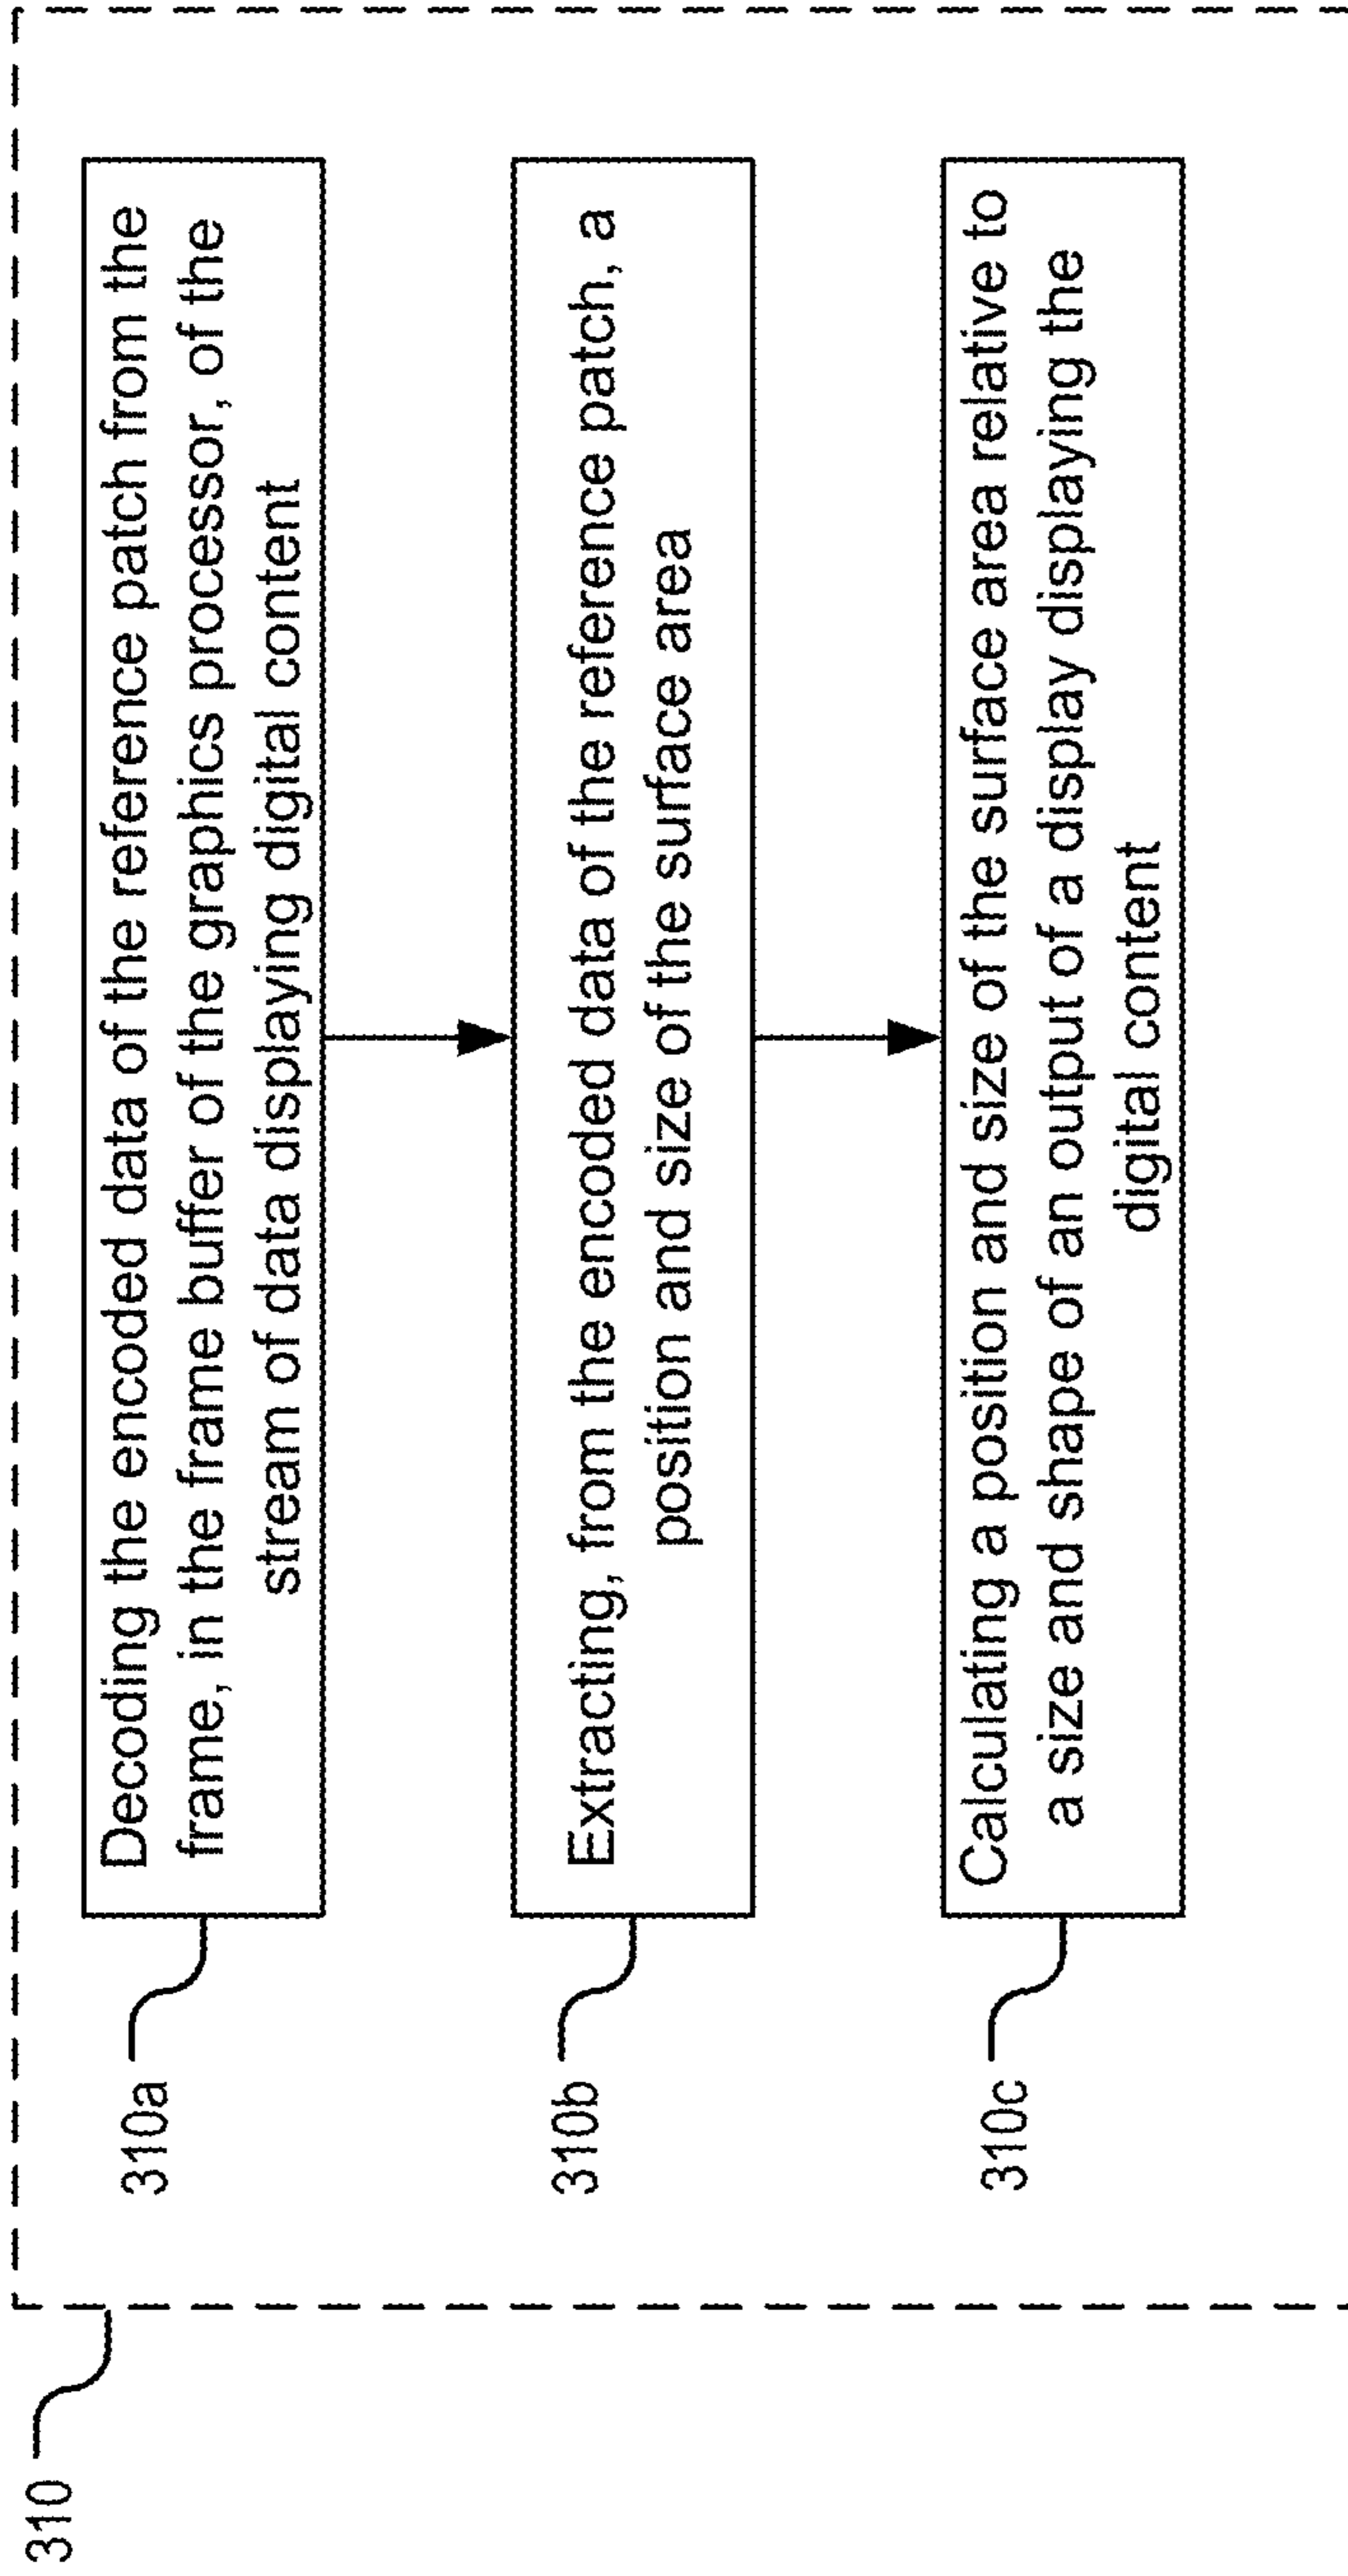 310
310a
Decoding the encoded data of the reference patch from the
frame, in the frame buffer of the graphics processor, of the
stream of data displaying digital content
310b
Extracting, from the encoded data of the reference patch, a
position and size of the surface area
310c
Calculating a position and size of the surface area relative to
a size and shape of an output of a display displaying the
digital content